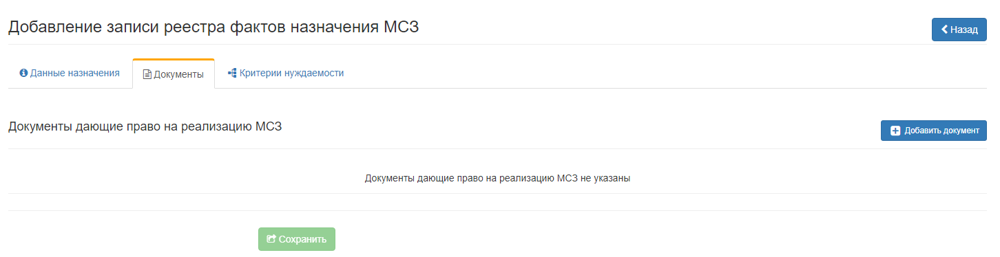 Добавление записи реестра фактов назначения МСЗ
Назад
Данные назначения
Документы
Критерии нуждаемости
Документы дающие право на реализацию МСЗ
Добавить документ
Документы дающие право на реализацию МСЗ не указаны
Сохранить